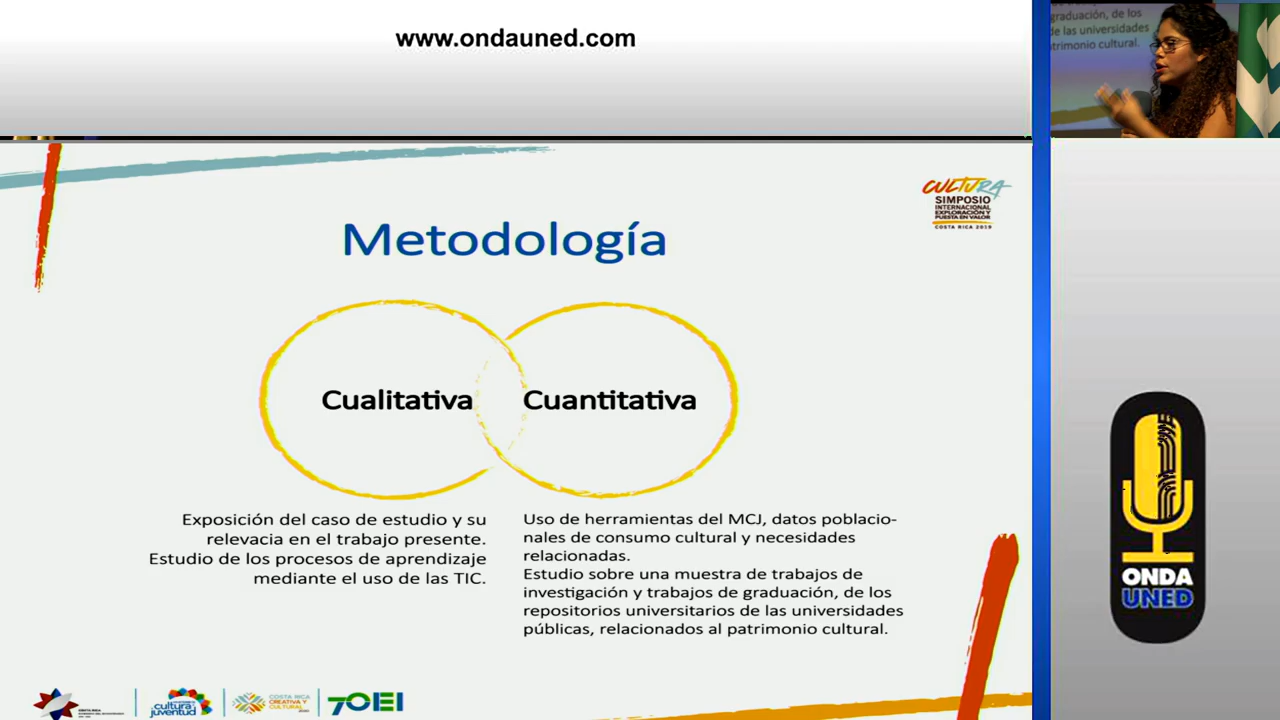 www.ondauned.com
graduación, de los
de las universidades
trimonio cultural.
CULTURA
SIMPOSIO
INTERNACIONAL
EXPLORACIÓN Y
PUESTA EN VALOR
COSTA RICA 2019
Metodología
Cualitativa
Cuantitativa
Exposición del caso de estudio y su
relevacia en el trabajo presente.
Estudio de los procesos de aprendizaje
mediante el uso de las TIC.
Uso de herramientas del MCJ, datos poblacio-
nales de consumo cultural y necesidades
relacionadas.
Estudio sobre una muestra de trabajos de
investigación y trabajos de graduación, de los
repositorios universitarios de las universidades
públicas, relacionados al patrimonio cultural.
ONDA
UNED
COSTA RICA
cultura
juventud
COSTA RICA
CREATIVA Y
CULTURAL
70EI